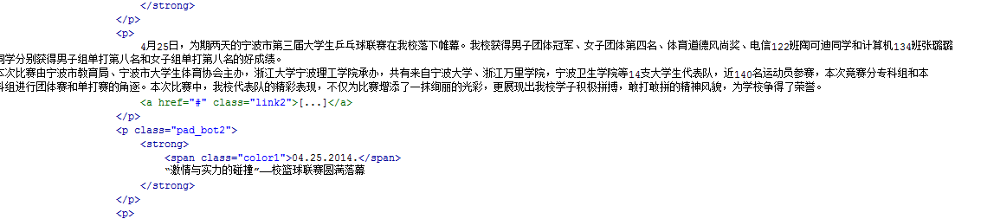 </strong>
</p>
<p>
4月25日，为期两天的宁波市第三届大学生乒乓球联赛在我校落下帷幕。我校获得男子团体冠军、女子团体第四名、体育道德风尚奖、电信122班陶可迪同学和计算机134班张璐璐
同学分别获得男子组单打第八名和女子组单打第八名的好成绩。
本次比赛由宁波市教育局、宁波市大学生体育协会主办，浙江大学宁波理工学院承办，共有来自宁波大学、浙江万里学院，宁波卫生学院等14支大学生代表队，近140名运动员参赛，本次竞赛分专科组和本
科组进行团体赛和单打赛的角逐。本次比赛中，我校代表队的精彩表现，不仅为比赛增添了一抹绚丽的光彩，更展现出我校学子积极拼搏，敢打敢拼的精神风貌，为学校争得了荣誉。
<a href="#" class="link2">[...]</a>
</p>
<p class="pad_bot2">
<strong>
<span class="color1">04.25.2014.</span>
“激情与实力的碰撞”——校篮球联赛圆满落幕
</strong>
</p>
<p>